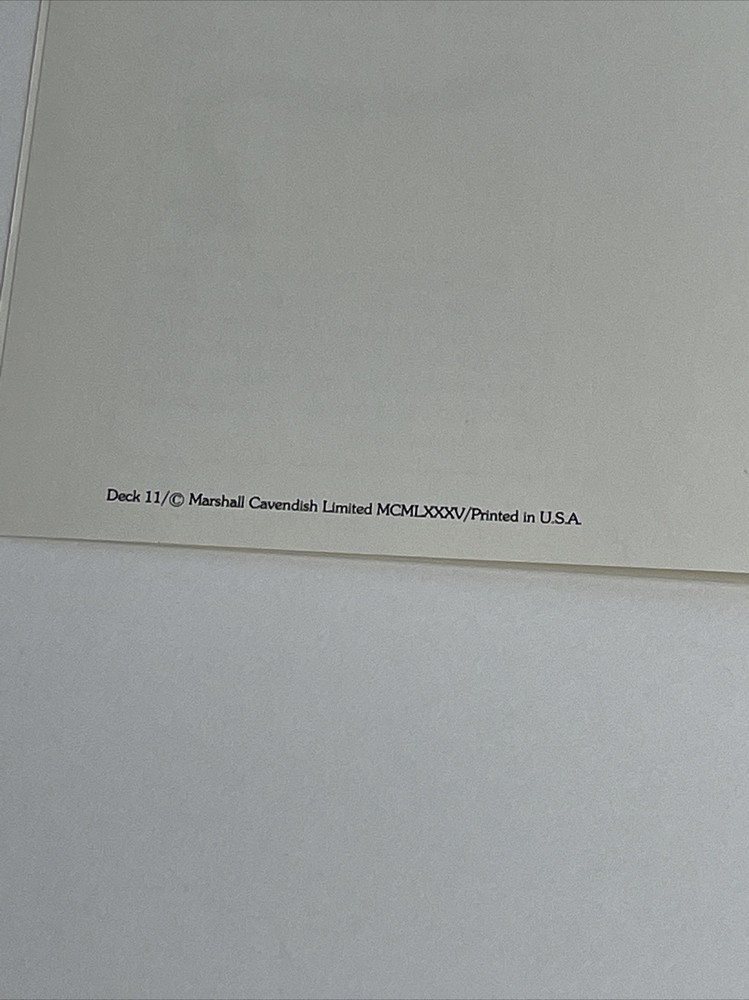 Deck 11/© Marshall Cavendish Limited MCMLXXXV/Printed in U.S.A.